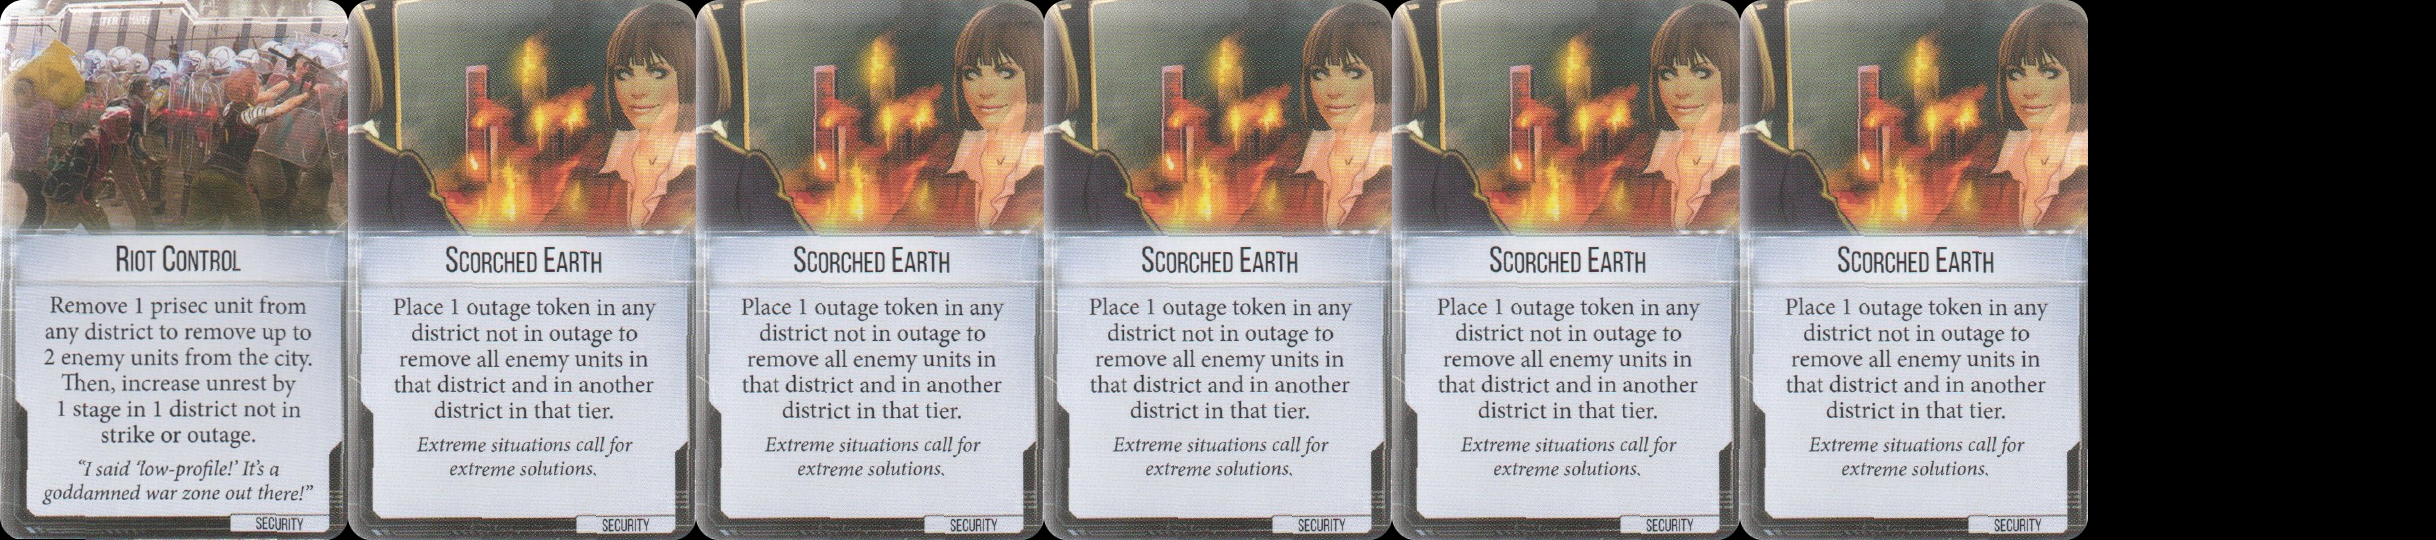 RIOT CONTROL
Remove 1 prisec unit from
any district to remove up to
2 enemy units from the city.
Then, increase unrest by
1 stage in 1 district not in
strike or outage.
“I said ‘low-profile!’ It’s a
goddamned war zone out there!”
SECURITY
SCORCHED EARTH
Place 1 outage token in any
district not in outage to
remove all enemy units in
that district and in another
district in that tier.
Extreme situations call for
extreme solutions.
SECURITY
SCORCHED EARTH
Place 1 outage token in any
district not in outage to
remove all enemy units in
that district and in another
district in that tier.
Extreme situations call for
extreme solutions.
SECURITY
SCORCHED EARTH
Place 1 outage token in any
district not in outage to
remove all enemy units in
that district and in another
district in that tier.
Extreme situations call for
extreme solutions.
SECURITY
SCORCHED EARTH
Place 1 outage token in any
district not in outage to
remove all enemy units in
that district and in another
district in that tier.
Extreme situations call for
extreme solutions.
SECURITY
SCORCHED EARTH
Place 1 outage token in any
district not in outage to
remove all enemy units in
that district and in another
district in that tier.
Extreme situations call for
extreme solutions.
SECURITY